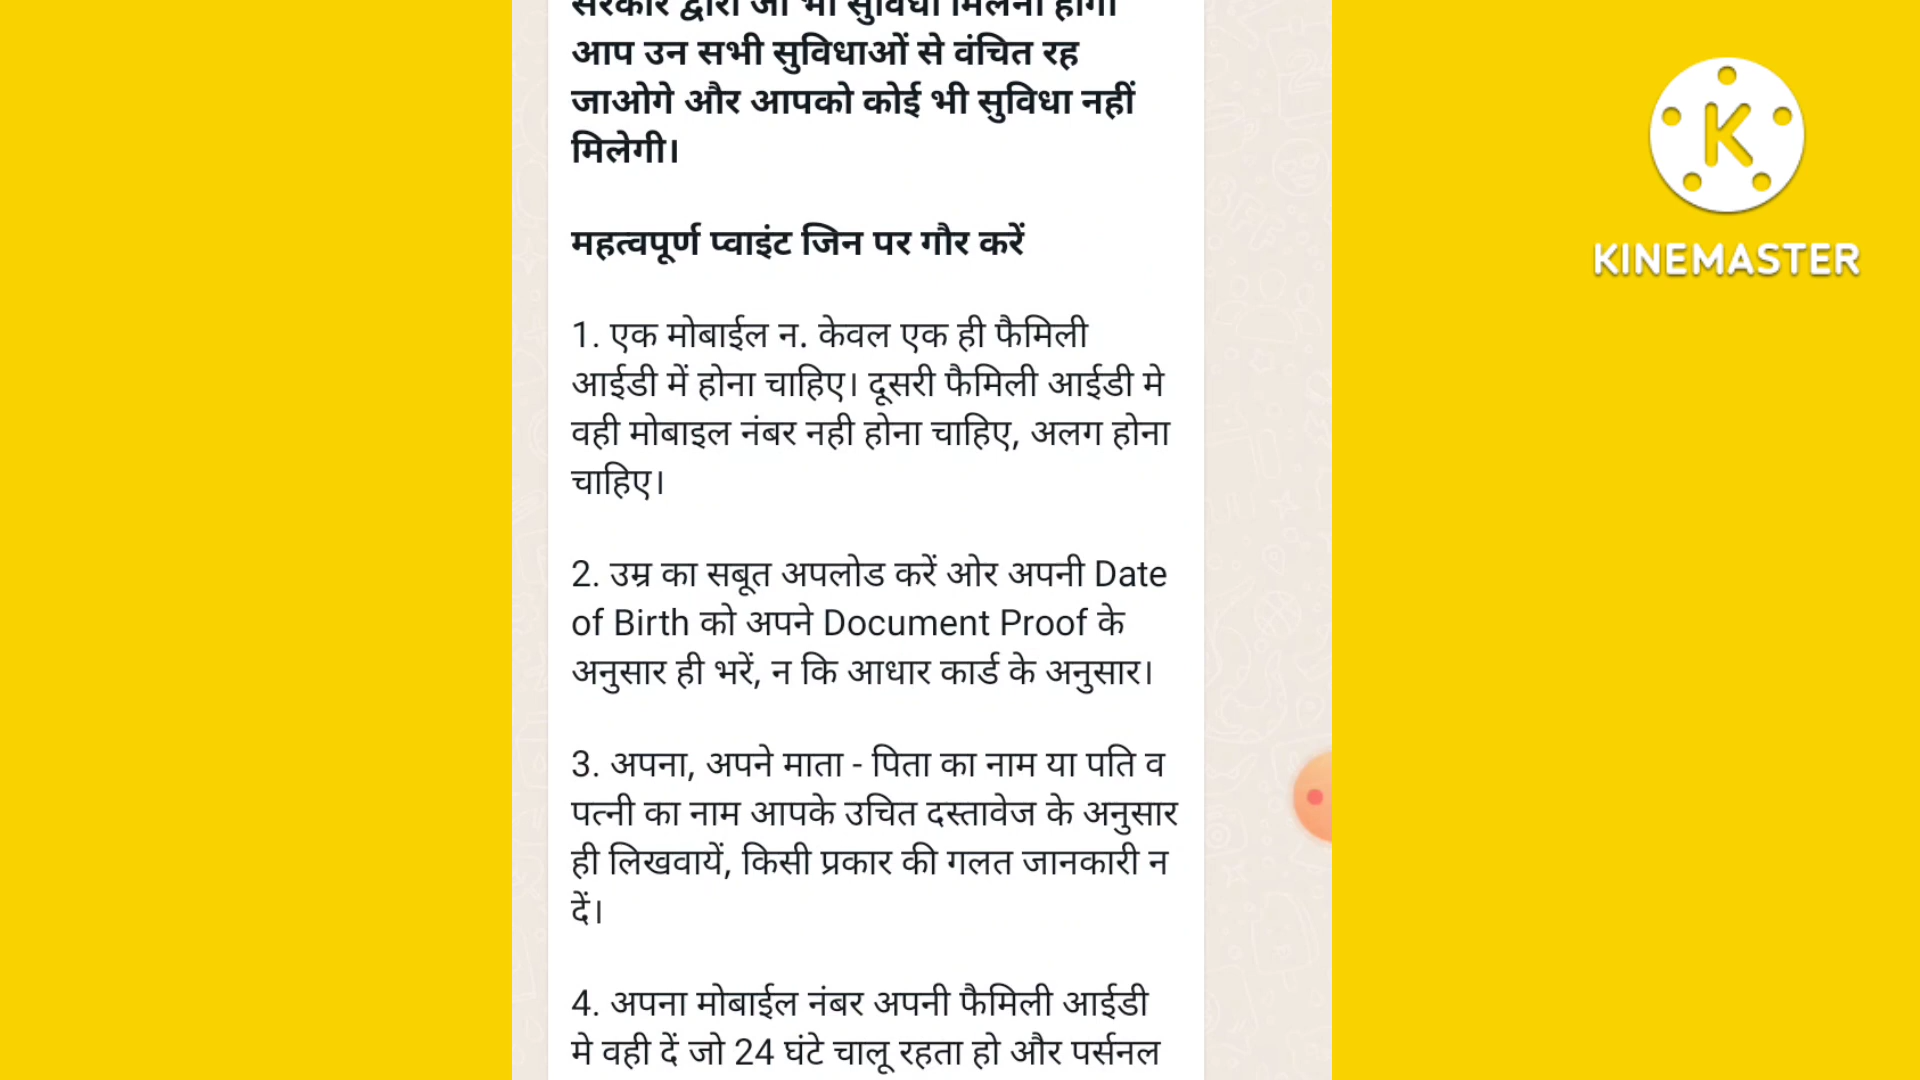 सरकार द्वारा जो भी सुविधा मिलनी होगी
आप उन सभी सुविधाओं से वंचित रह
जाओगे और आपको कोई भी सुविधा नहीं
मिलेगी।
महत्वपूर्ण प्वाइंट जिन पर गौर करें
1. एक मोबाईल न. केवल एक ही फैमिली
आईडी में होना चाहिए। दूसरी फैमिली आईडी मे
वही मोबाइल नंबर नही होना चाहिए, अलग होना
चाहिए।
2. उम्र का सबूत अपलोड करें ओर अपनी Date
of Birth को अपने Document Proof के
अनुसार ही भरें, न कि आधार कार्ड के अनुसार।
3. अपना, अपने माता - पिता का नाम या पति व
पत्नी का नाम आपके उचित दस्तावेज के अनुसार
ही लिखवायें, किसी प्रकार की गलत जानकारी न
दें।
4. अपना मोबाईल नंबर अपनी फैमिली आईडी
मे वही दें जो 24 घंटे चालू रहता हो और पर्सनल
K
KINEMASTER